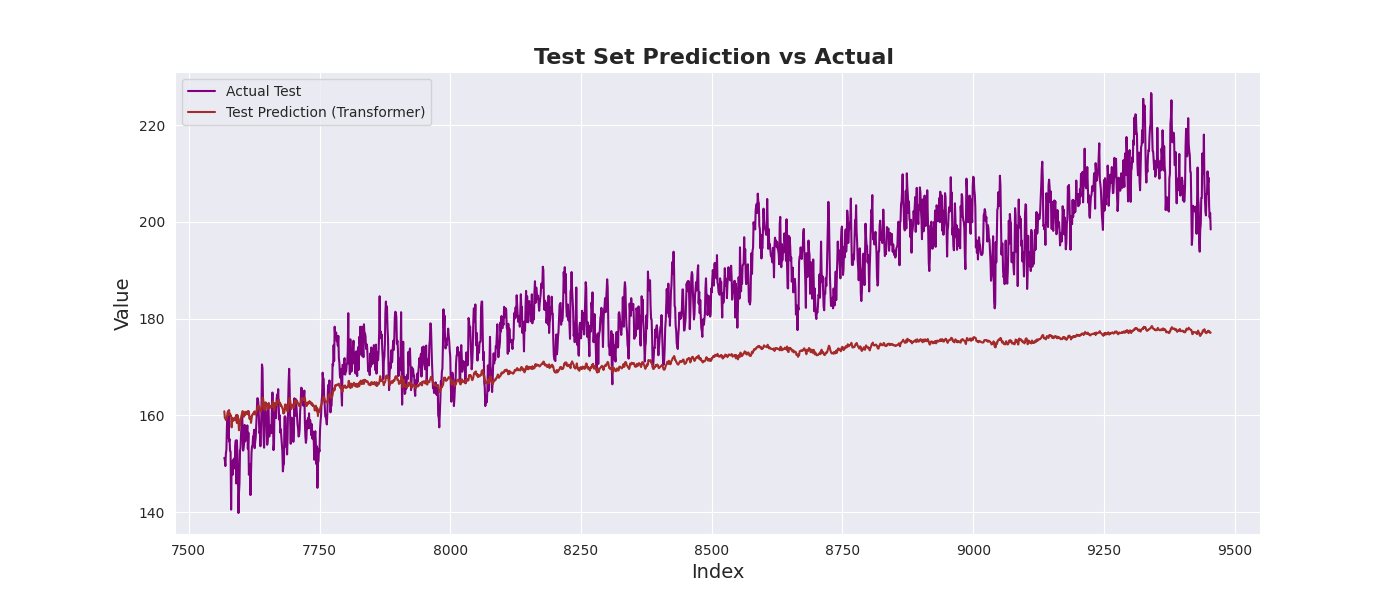 Test Set Prediction vs Actual
Actual Test
Test Prediction (Transformer)
Value
220
200
180
160
140
7500 7750 8000 8250 8500 8750 9000 9250 9500
Index